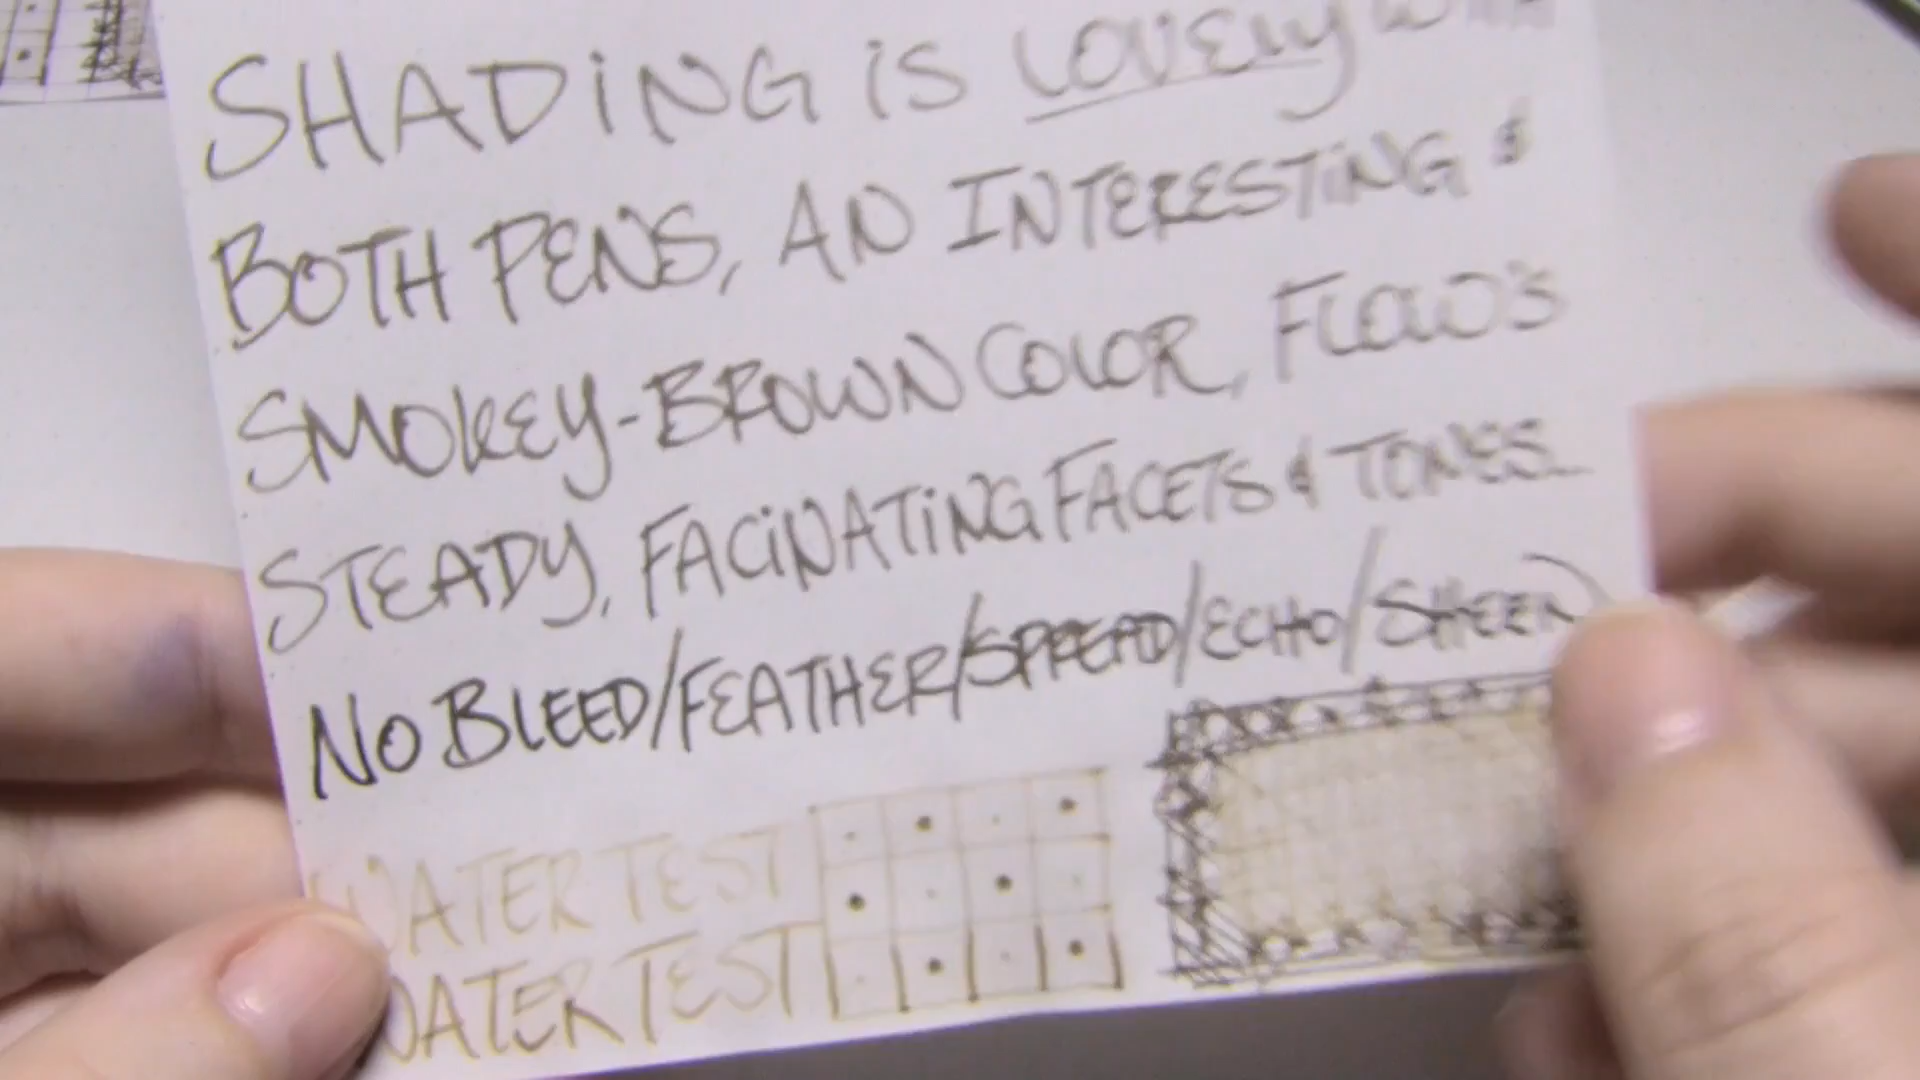 SHADING IS LOVELY WITH
BOTH PENS, AN INTERESTING &
SMOKEY-BROWN COLOR, FLOW'S
STEADY, FACINATING FACETS & TONES...
NO BLEED/FEATHER/SPREAD/ECHO/SHEEN
WATER TEST
WATER TEST